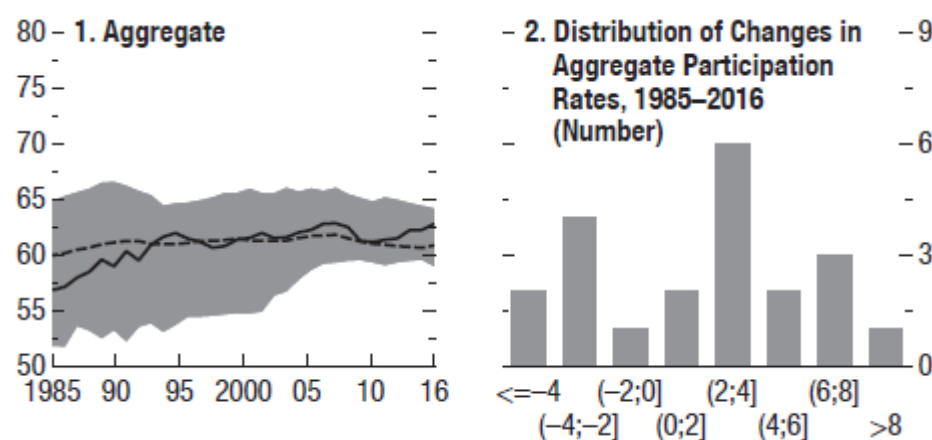 1. Aggregate
80
75
70
65
60
55
50
1985 90 95 2000 05 10 16
2. Distribution of Changes in
Aggregate Participation
Rates, 1985–2016
(Number)
9
6
3
0
<=–4 (–2;0] (2;4] (6;8]
(–4;–2] (0;2] (4;6] >8